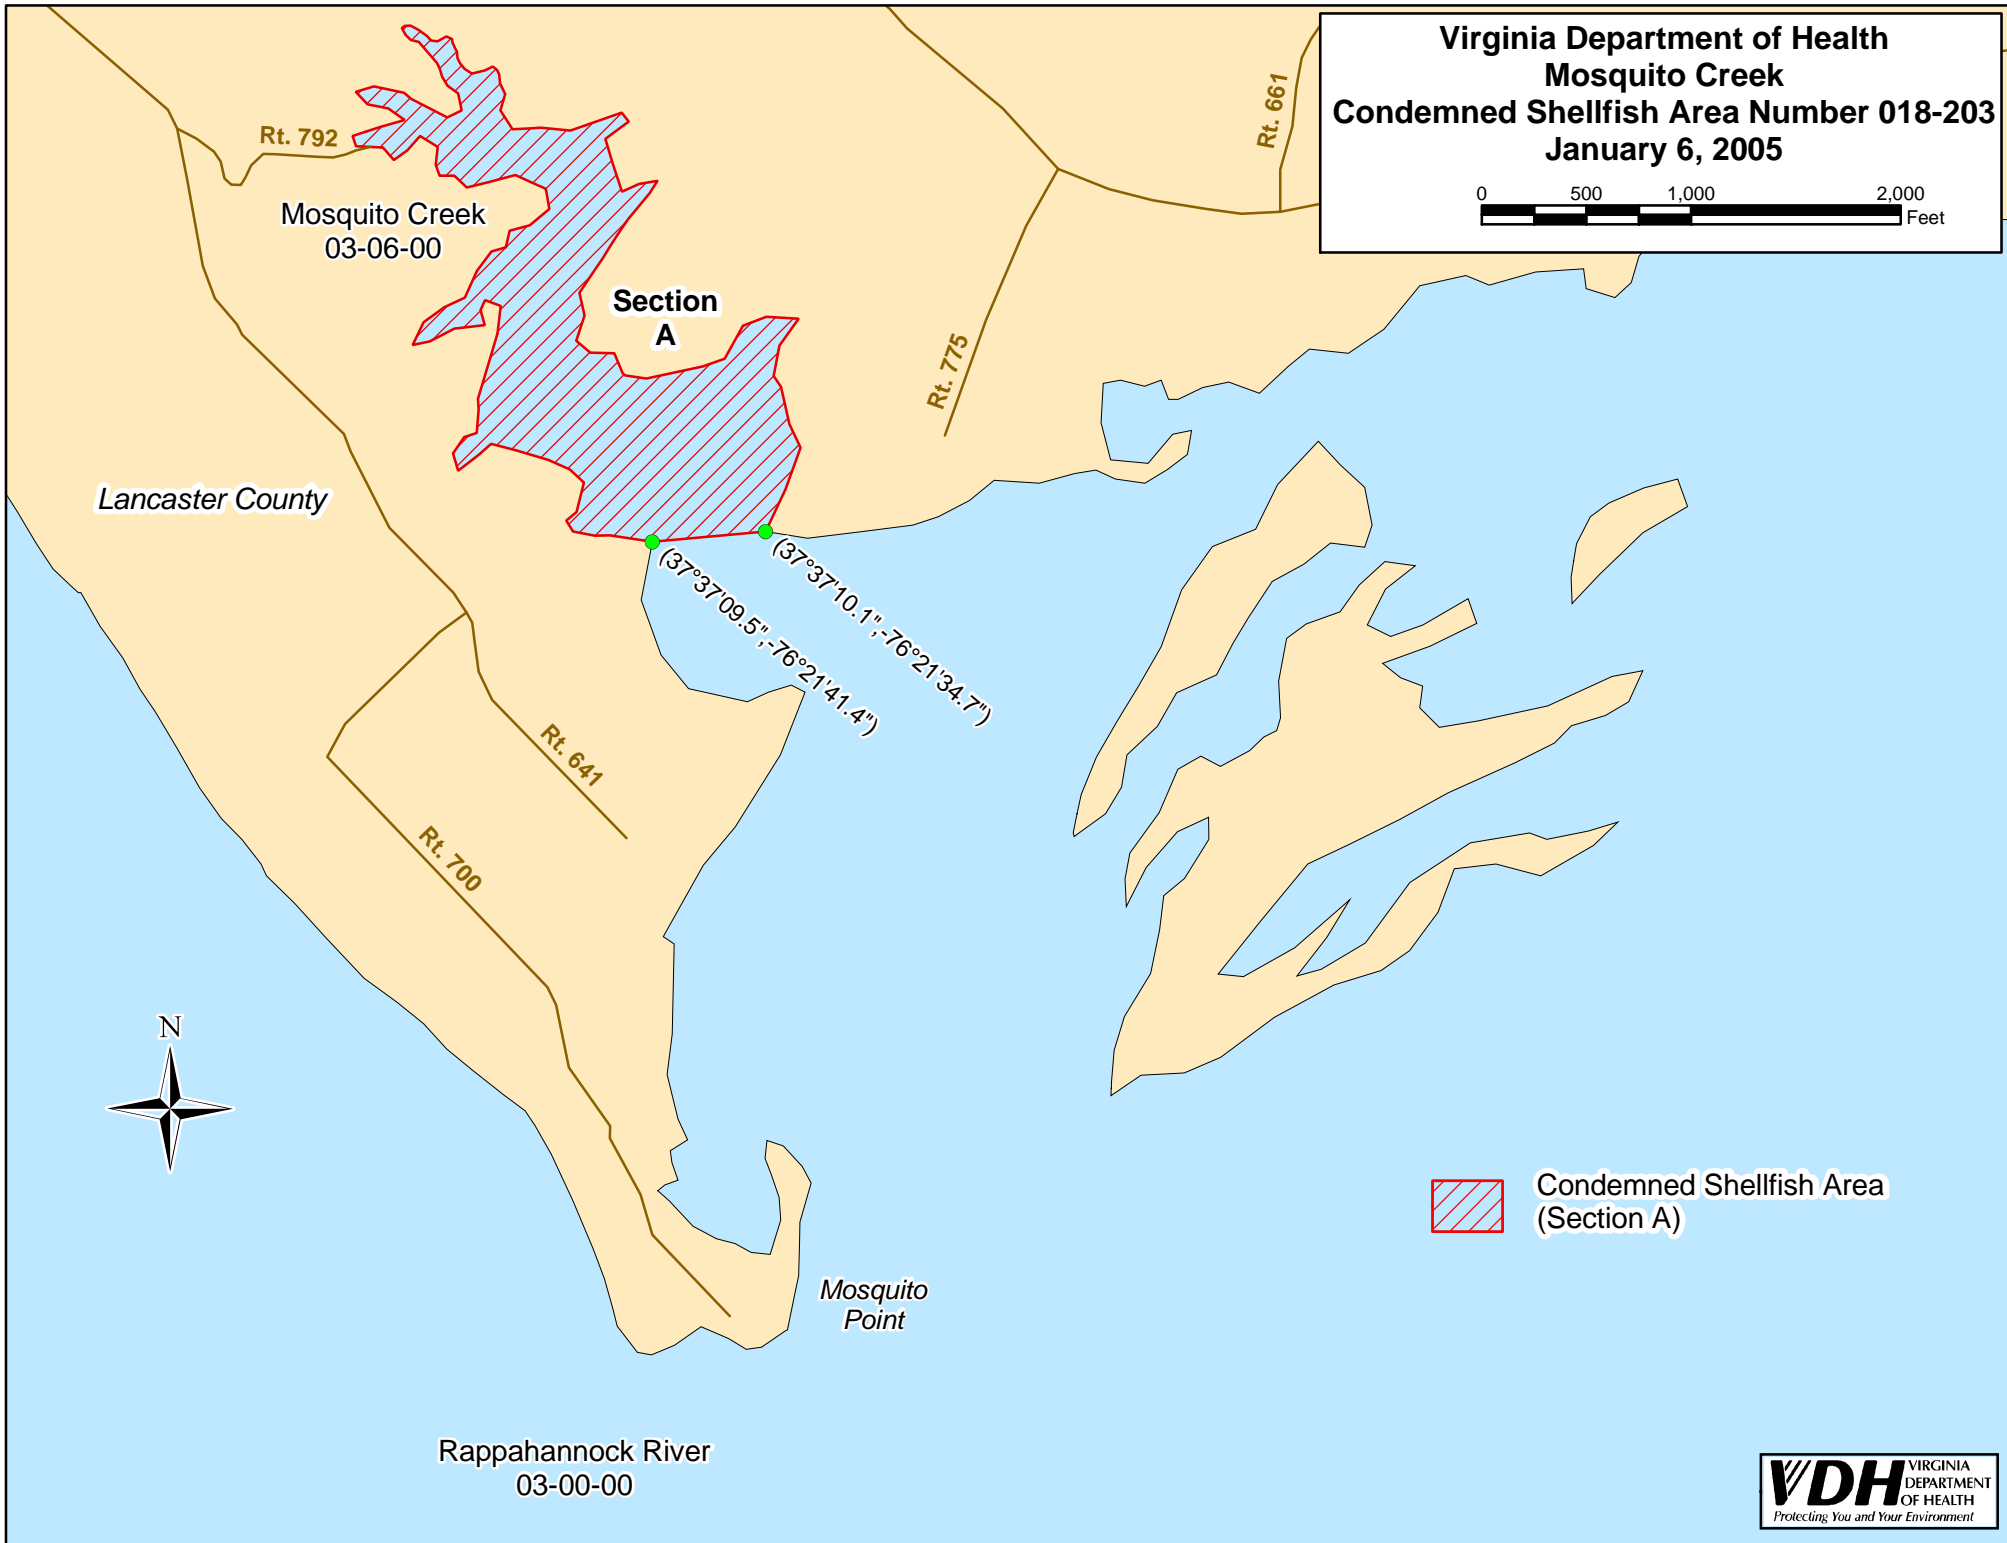 Virginia Department of Health
Mosquito Creek
Condemned Shellfish Area Number 018-203
January 6, 2005
0 500 1,000 2,000
Feet
Rt. 661
Rt. 792
Mosquito Creek
03-06-00
Section
A
Rt. 775
Lancaster County
(37°37'09.5",-76°21'41.4")
(37°37'10.1",-76°21'34.7")
Rt. 641
Rt. 700
N
Condemned Shellfish Area
(Section A)
Mosquito
Point
Rappahannock River
03-00-00
VDH VIRGINIA
DEPARTMENT
OF HEALTH
Protecting You and Your Environment